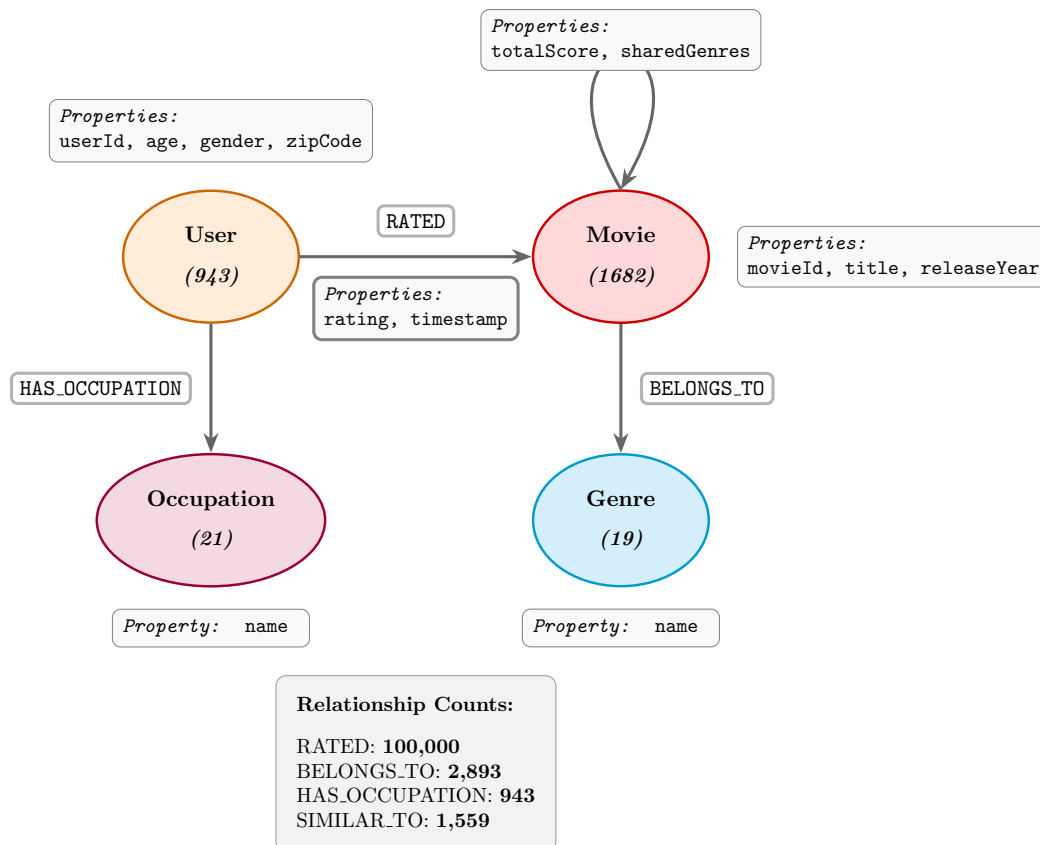 Properties:
totalScore, sharedGenres
Properties:
userId, age, gender, zipCode
RATED
User
(943)
Movie
(1682)
Properties:
movieId, title, releaseYear
Properties:
rating, timestamp
HAS_OCCUPATION
BELONGS_TO
Occupation
(21)
Genre
(19)
Property: name
Property: name
Relationship Counts:
RATED: 100,000
BELONGS_TO: 2,893
HAS_OCCUPATION: 943
SIMILAR_TO: 1,559